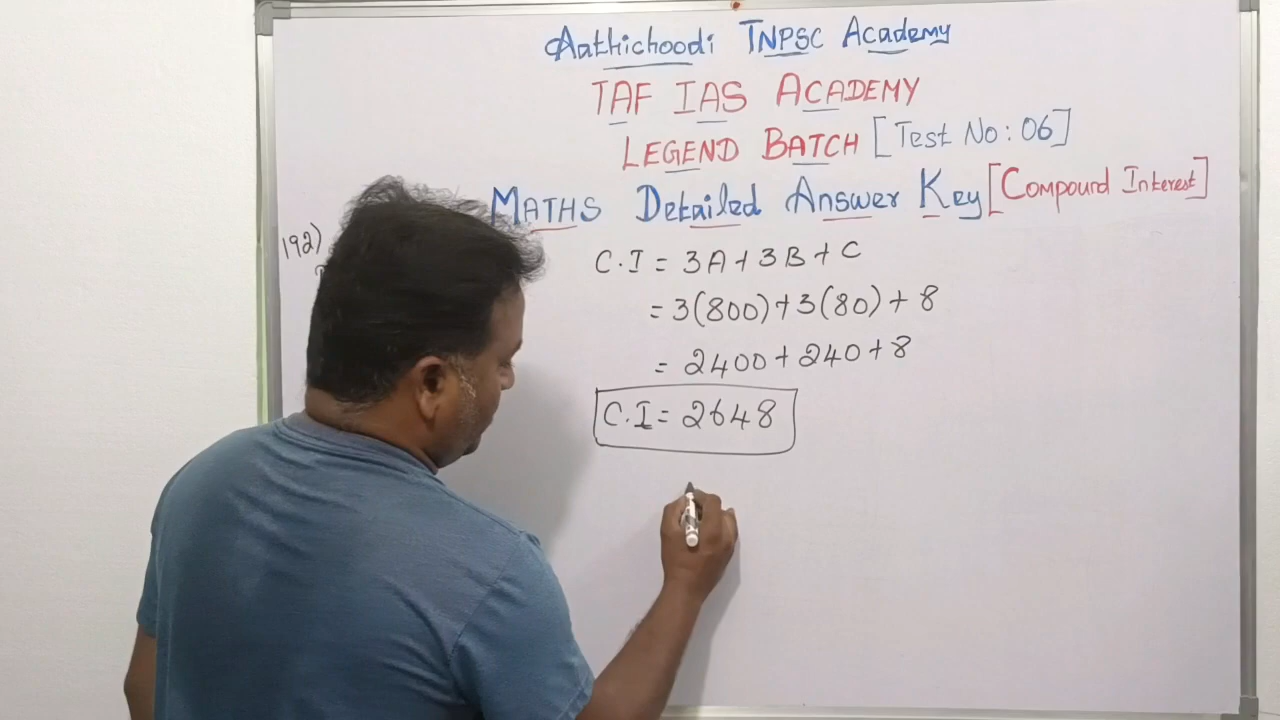 Aathichoodi TNPSC Academy
TAF IAS ACADEMY
LEGEND BATCH [Test No: 06]
MATHS Detailed Answer Key [Compound Interest]
192)
C.I = 3A + 3B + C
= 3(800) + 3(80) + 8
= 2400 + 240 + 8
C.I = 2648